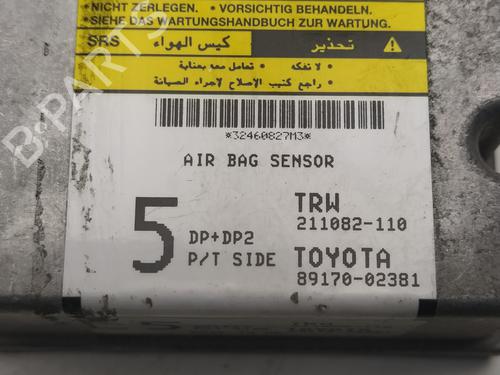 •NICHT ZERLEGEN. •VORSICHTIG BEHANDELN.
•SIEHE DAS WARTUNGSHANDBUCH ZUR WARTUNG.
SRS كيس الهواء تحذير
• لا تفكه • تعامل معه بعناية
• راجع كتيب الإصلاح لاجراء الصيانة
*32460827M3*
AIR BAG SENSOR
5 TRW
DP+DP2 211082-110
P/T SIDE TOYOTA
89170-02381
B-PARTS